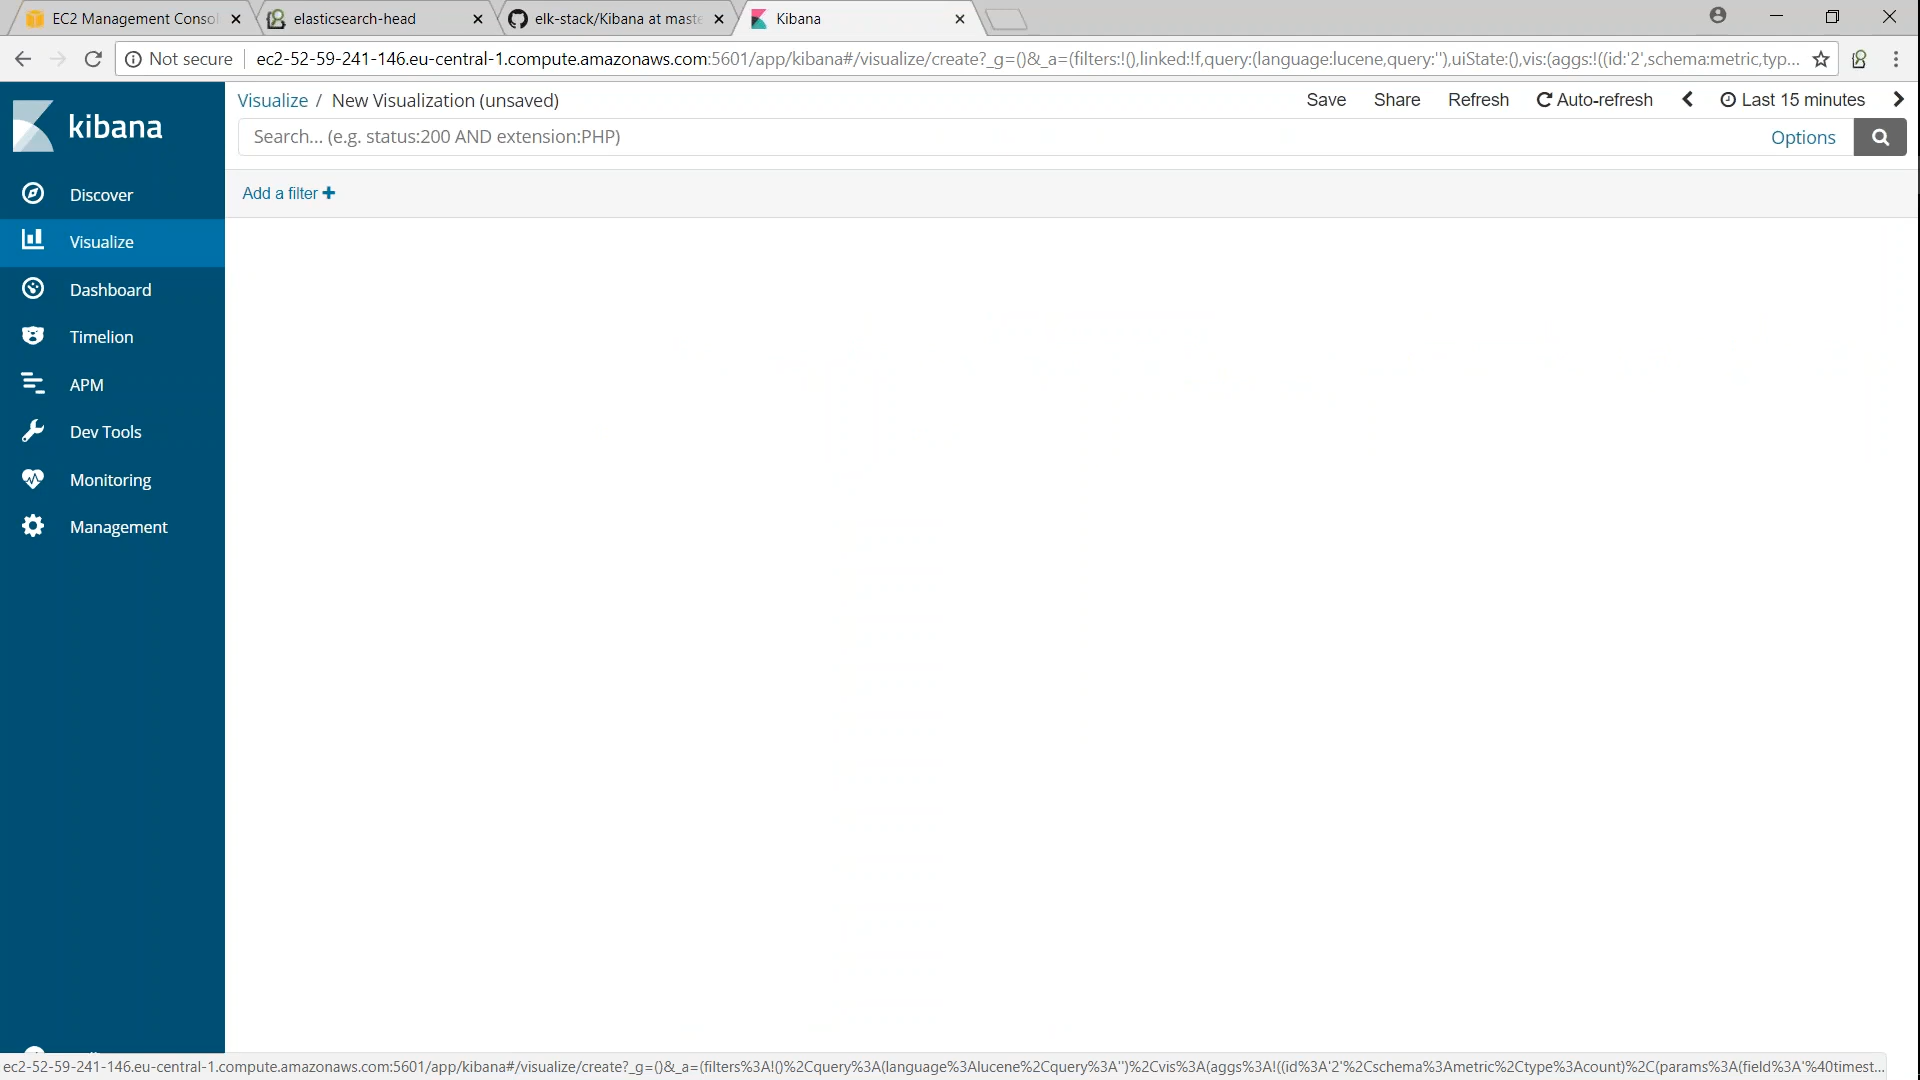 EC2 Management Consol
elasticsearch-head
elk-stack/Kibana at maste
Kibana
Not secure
ec2-52-59-241-146.eu-central-1.compute.amazonaws.com:5601/app/kibana#/visualize/create?_g=()&_a=(filters:!(),linked:!f,query:(language:lucene,query:''),uiState:(),vis:(aggs:!((id:'2',schema:metric,typ...
kibana
Visualize / New Visualization (unsaved)
Save Share Refresh Auto-refresh Last 15 minutes
Search... (e.g. status:200 AND extension:PHP)
Options
Add a filter +
Discover
Visualize
Dashboard
Timelion
APM
Dev Tools
Monitoring
Management
ec2-52-59-241-146.eu-central-1.compute.amazonaws.com:5601/app/kibana#/visualize/create?_g=()&_a=(filters%3A!()%2Cquery%3A(language%3Alucene%2Cquery%3A'')%2Cvis%3A(aggs%3A!((id%3A'2'%2Cschema%3Ametric%2Ctype%3Acount)%2C(params%3A(field%3A'%40timest...